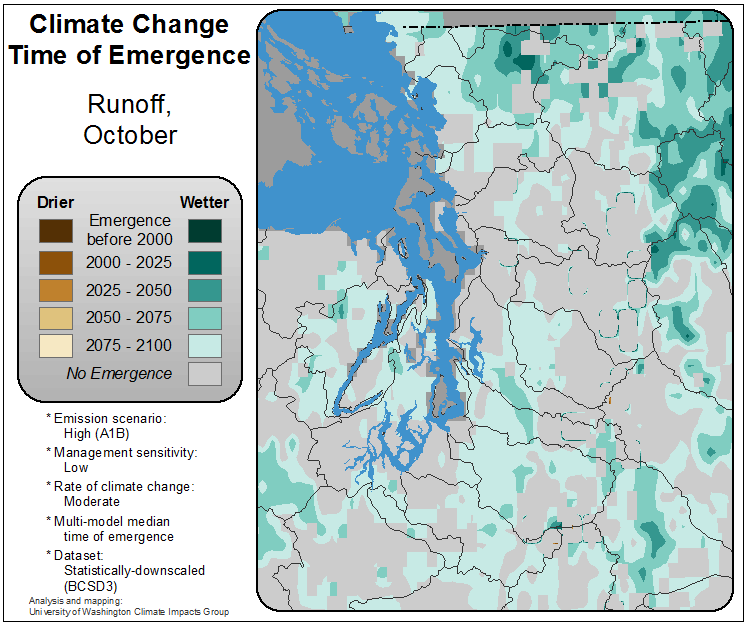 Climate Change
Time of Emergence
Runoff,
October
Drier
Wetter
Emergence
before 2000
2000 - 2025
2025 - 2050
2050 - 2075
2075 - 2100
No Emergence
* Emission scenario:
High (A1B)
* Management sensitivity:
Low
* Rate of climate change:
Moderate
* Multi-model median
time of emergence
* Dataset:
Statistically-downscaled
(BCSD3)
Analysis and mapping:
University of Washington Climate Impacts Group